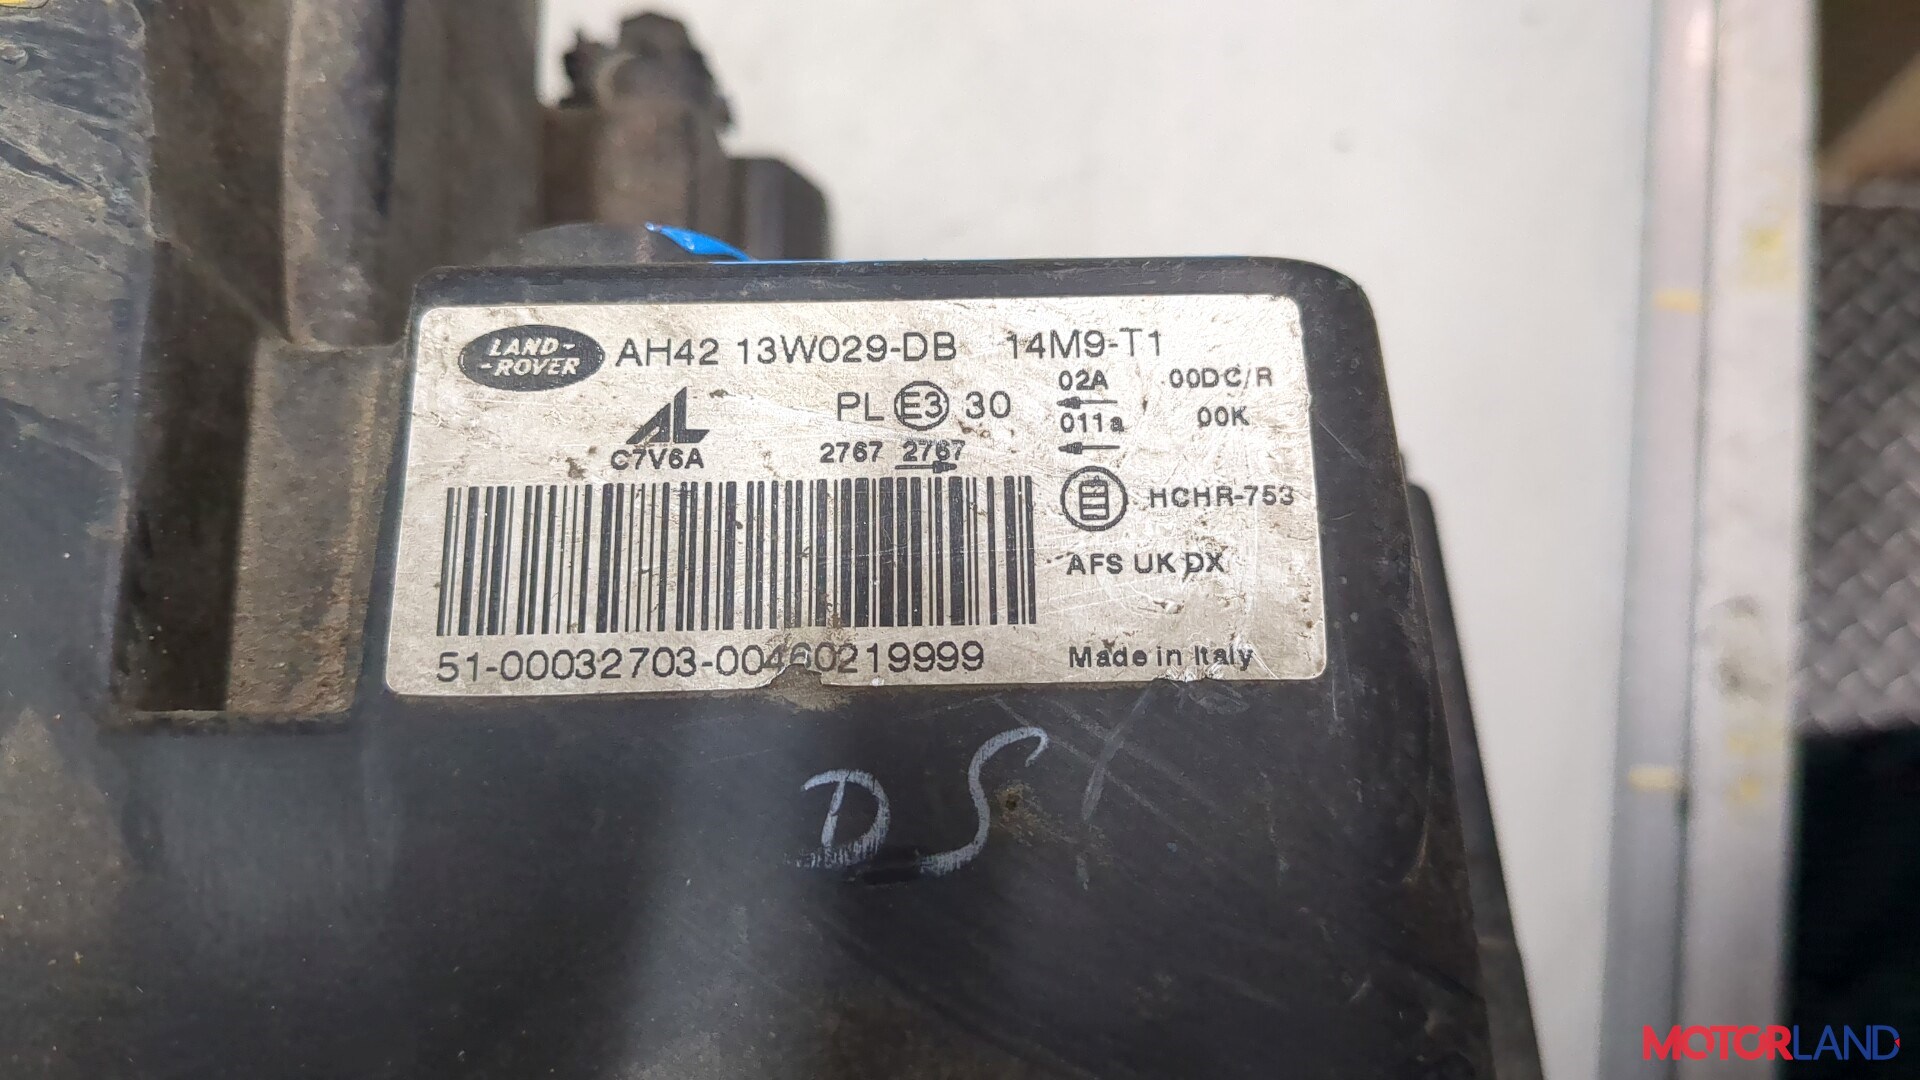 LAND-
-ROVER
AH42 13W029-DB 14M9-T1
02A 00DC/R
PL E3 30
011a 00K
AL
C7V6A
2767 2767
HCHR-753
AFS UK DX
51-00032703-00460219999
Made in Italy
DS
MOTORLAND